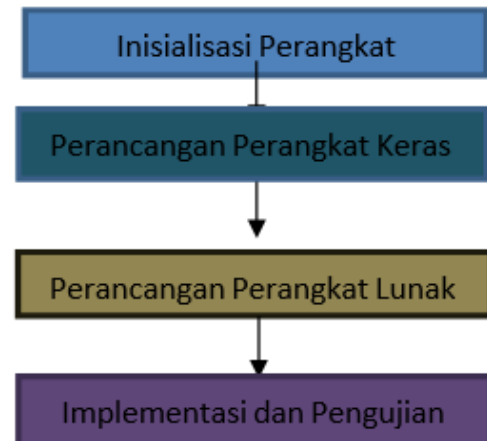 Inisialisasi Perangkat
Perancangan Perangkat Keras
Perancangan Perangkat Lunak
Implementasi dan Pengujian